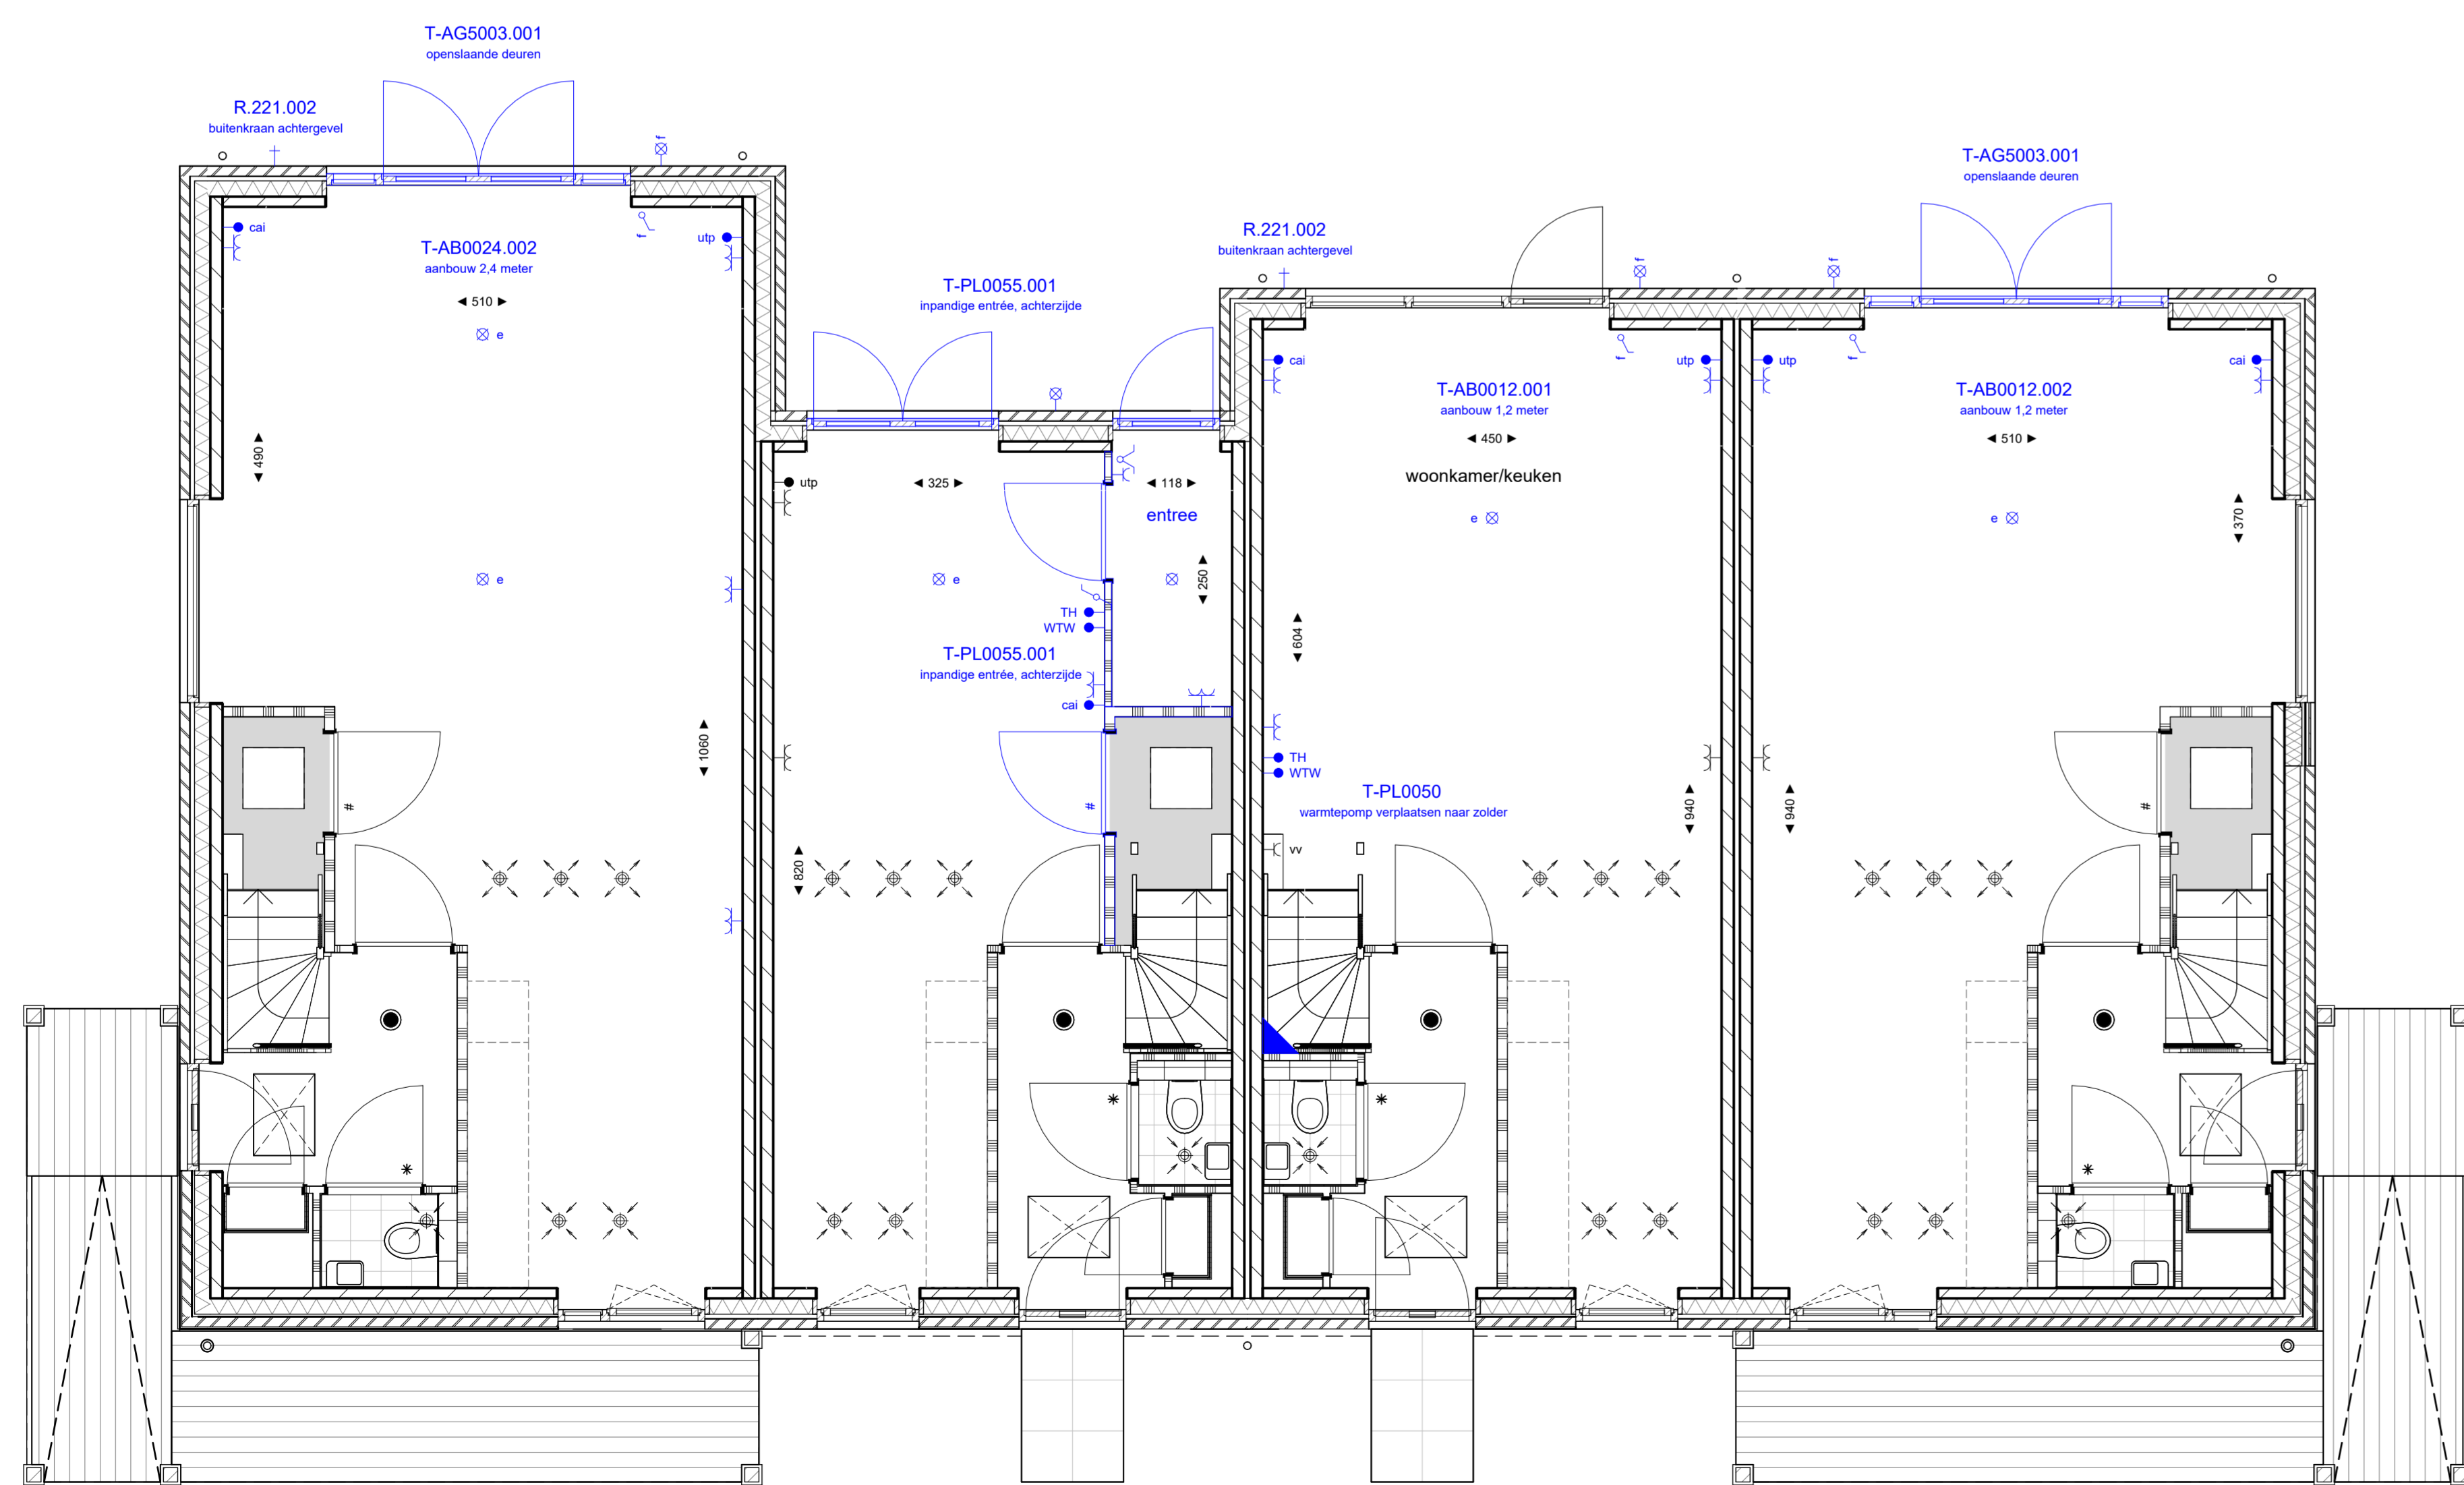 T-AG5003.001
openslaande deuren
R.221.002
buitenkraan achtergevel
f
T-AG5003.001
openslaande deuren
cai
f
utp
T-AB0024.002
aanbouw 2,4 meter
510
e
R.221.002
buitenkraan achtergevel
f
f
T-PL0055.001
inpandige entrée, achterzijde
cai
f
utp
utp
f
cai
T-AB0012.001
aanbouw 1,2 meter
450
woonkamer/keuken
T-AB0012.002
aanbouw 1,2 meter
510
490
utp
325
118
entree
e
e
370
e
e
250
TH
WTW
604
T-PL0055.001
inpandige entrée, achterzijde
cai
1060
TH
WTW
T-PL0050
warmtepomp verplaatsen naar zolder
#
#
940
940
#
820
vv